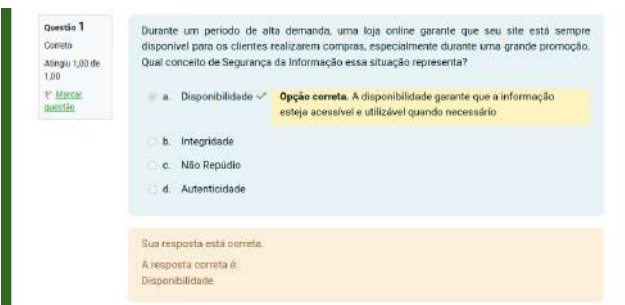 Questão 1
Correto
Atingiu 1,00 de
1,00
Marcar
questão
Durante um período de alta demanda, uma loja online garante que seu site está sempre
disponível para os clientes realizarem compras, especialmente durante uma grande promoção.
Qual conceito de Segurança da Informação essa situação representa?
a. Disponibilidade ✓ Opção correta. A disponibilidade garante que a informação
esteja acessível e utilizável quando necessário
b. Integridade
c. Não Repúdio
d. Autenticidade
Sua resposta está correta.
A resposta correta é:
Disponibilidade